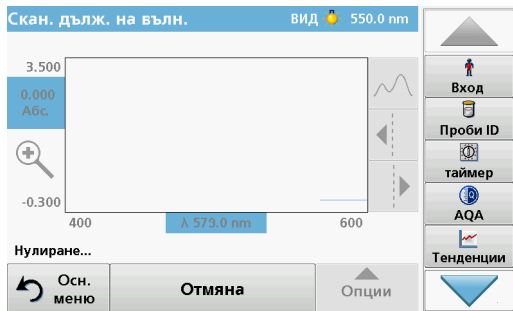 Скан. дълж. на вълн.
ВИД 550.0 nm
3.500
0.000
Абс.
-0.300
400
λ 579.0 nm
600
Нулиране...
Осн.
меню
Отмяна
Опции
Вход
Проби ID
таймер
AQA
Тенденции